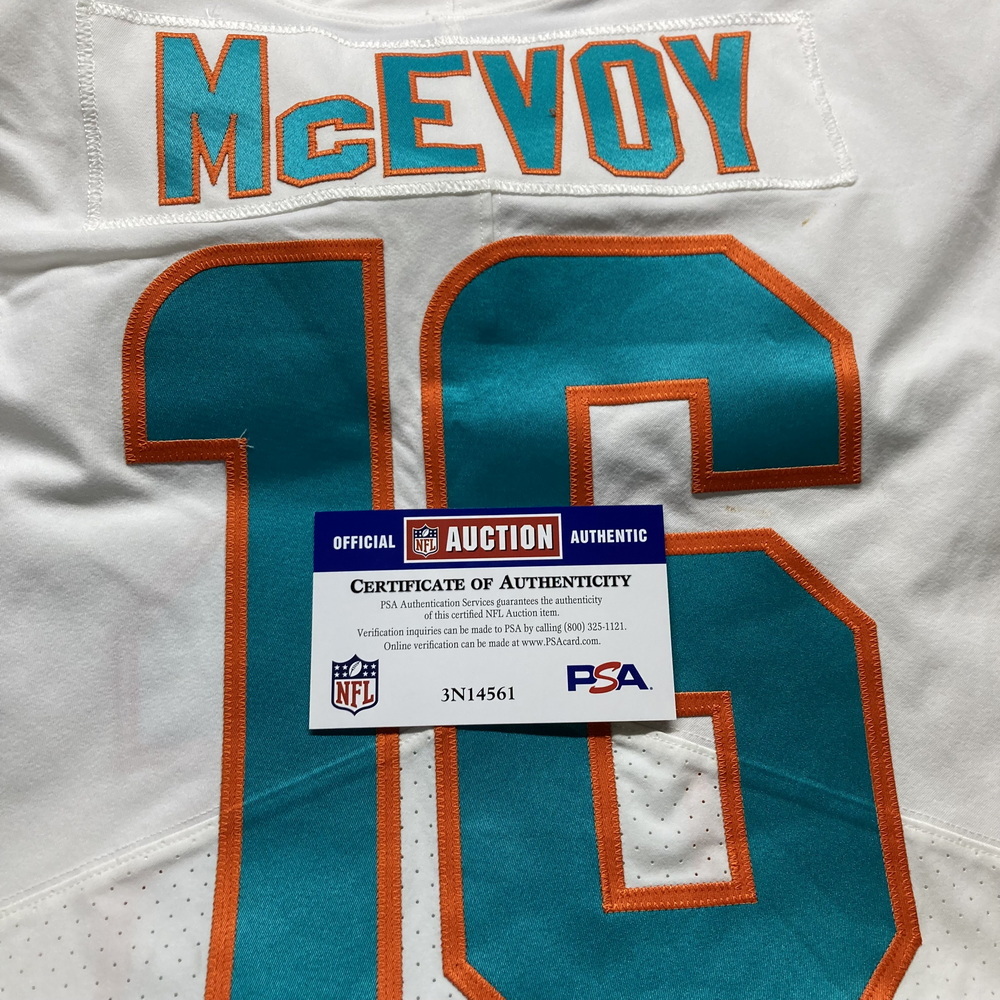 McEVOY
16
OFFICIAL NFL AUCTION AUTHENTIC
CERTIFICATE OF AUTHENTICITY
PSA Authentication Services guarantees the authenticity
of this certified NFL Auction item.
Verification inquiries can be made to PSA by calling (800) 325-1121.
Online verification can be made at www.PSAcard.com.
NFL
3N14561
PSA.